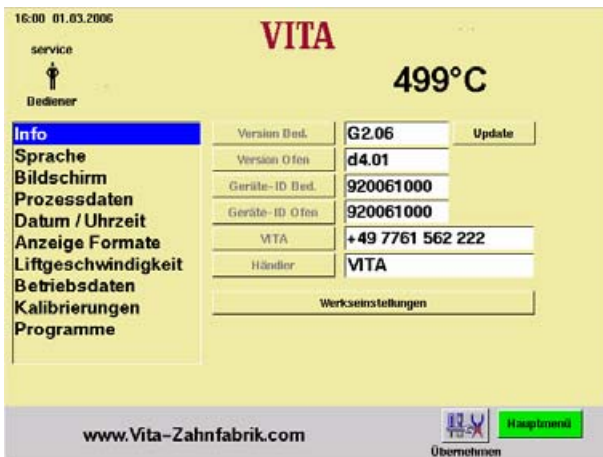 16:00 01.03.2006
service
Bediener
VITA
499°C
Info
Sprache
Bildschirm
Prozessdaten
Datum / Uhrzeit
Anzeige Formate
Liftgeschwindigkeit
Betriebsdaten
Kalibrierungen
Programme
Version Bed. G2.06 Update
Version Ofen d4.01
Geräte-ID Bed. 920061000
Geräte-ID Ofen 920061000
VITA +49 7761 562 222
Händler VITA
Werkseinstellungen
www.Vita-Zahnfabrik.com
Übernehmen
Hauptmenü